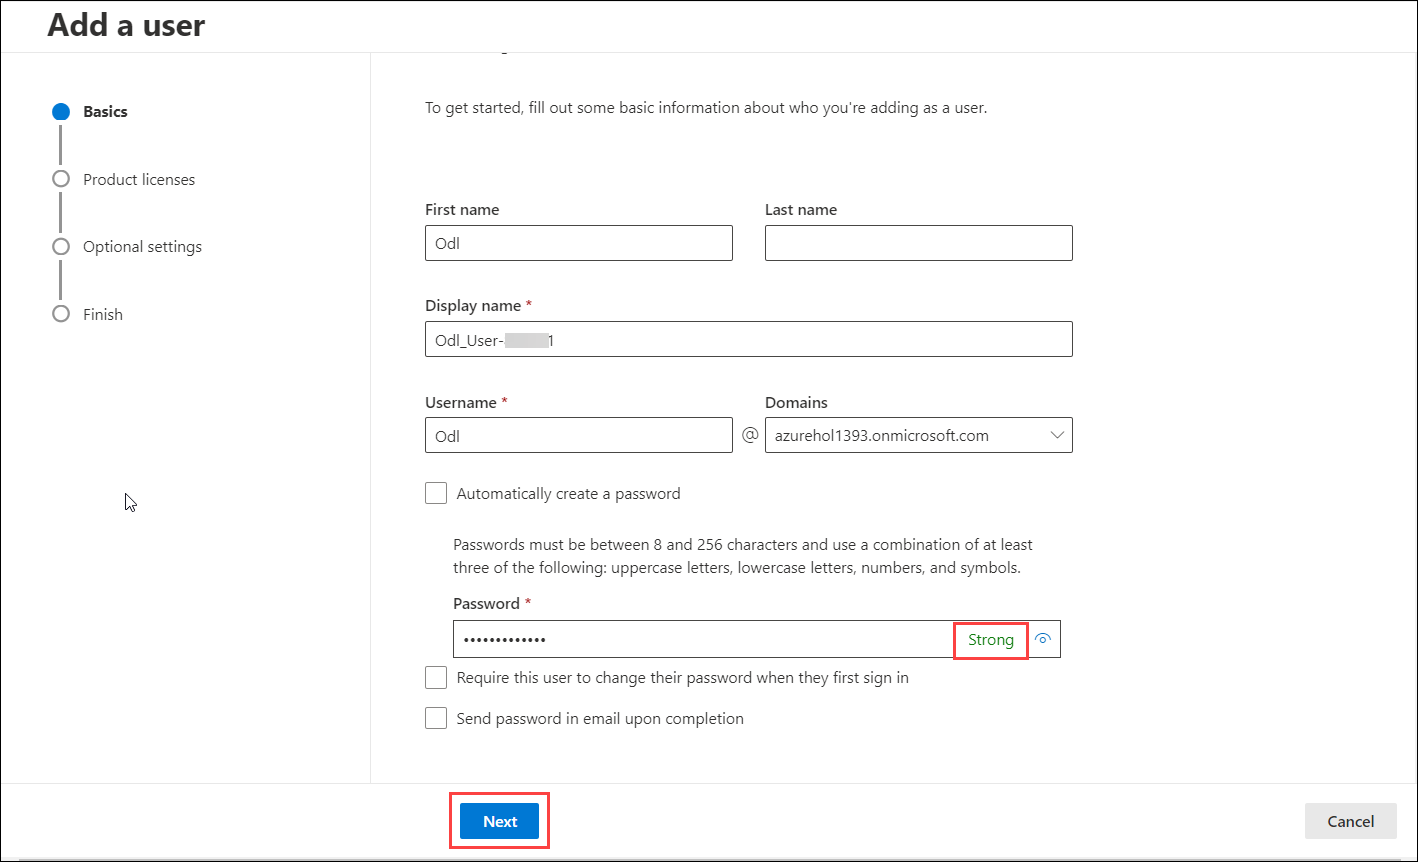 Add a user
Basics
Product licenses
Optional settings
Finish
To get started, fill out some basic information about who you're adding as a user.
First name
Last name
Odl
Display name *
Odl_User-
1
Username *
Domains
Odl
@
azurehol1393.onmicrosoft.com
Automatically create a password
Passwords must be between 8 and 256 characters and use a combination of at least
three of the following: uppercase letters, lowercase letters, numbers, and symbols.
Password *
•••••••••••••
Strong
Require this user to change their password when they first sign in
Send password in email upon completion
Next
Cancel